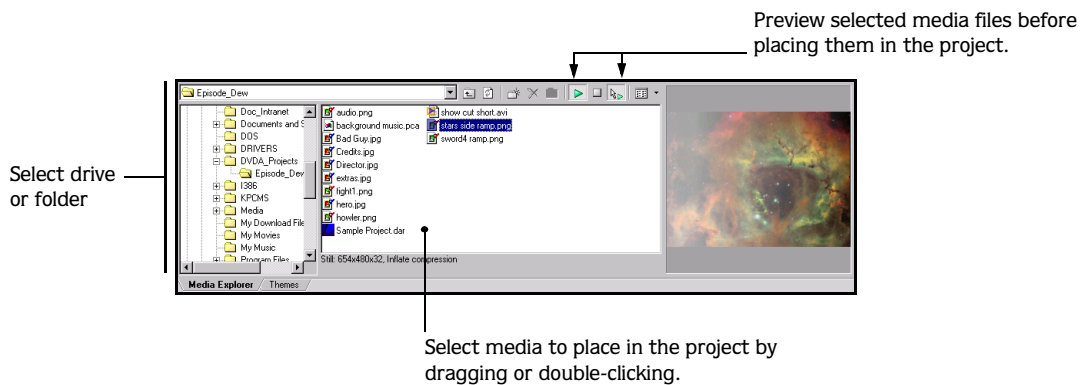 Preview selected media files before
placing them in the project.
Episode_Dew
Select drive
or folder
Doc_Intranet
Documents and S
DOS
DRIVERS
DVDA_Projects
Episode_Dew
I386
KPCMS
Media
My Download File
My Movies
My Music
Program Files
audio.png
background music.pca
Bad Guy.jpg
Credits.jpg
Director.jpg
extras.jpg
fight1.png
hero.jpg
howler.png
Sample Project.dar
show cut short.avi
stars side ramp.png
sword4 ramp.png
Still: 654x480x32, Inflate compression
Media Explorer
Themes
Select media to place in the project by
dragging or double-clicking.